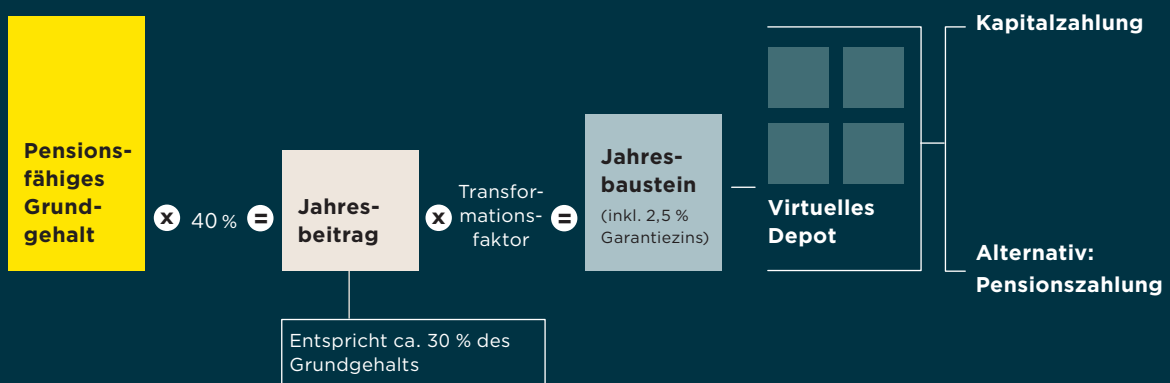 Pensions-
fähiges
Grund-
gehalt
x
40 %
=
Jahres-
beitrag
x
Transfor-
mations-
faktor
=
Jahres-
baustein
(inkl. 2,5 %
Garantiezins)
Virtuelles
Depot
Kapitalzahlung
Alternativ:
Pensionszahlung
Entspricht ca. 30 % des
Grundgehalts